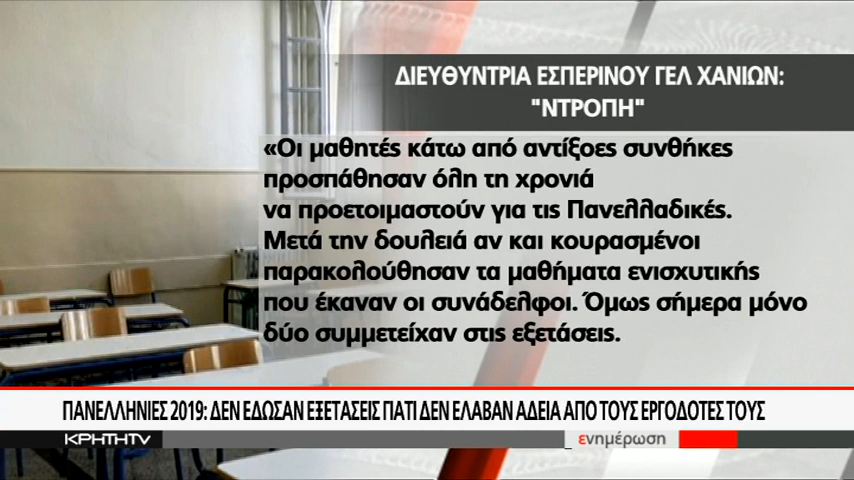 ΔΙΕΥΘΥΝΤΡΙΑ ΕΣΠΕΡΙΝΟΥ ΓΕΛ ΧΑΝΙΩΝ:
"ΝΤΡΟΠΗ"
«Οι μαθητές κάτω από αντίξοες συνθήκες
προσπάθησαν όλη τη χρονιά
να προετοιμαστούν για τις Πανελλαδικές.
Μετά την δουλειά αν και κουρασμένοι
παρακολούθησαν τα μαθήματα ενισχυτικής
που έκαναν οι συνάδελφοι. Όμως σήμερα μόνο
δύο συμμετείχαν στις εξετάσεις.
ΠΑΝΕΛΛΗΝΙΕΣ 2019: ΔΕΝ ΕΔΩΣΑΝ ΕΞΕΤΑΣΕΙΣ ΓΙΑΤΙ ΔΕΝ ΕΛΑΒΑΝ ΑΔΕΙΑ ΑΠΟ ΤΟΥΣ ΕΡΓΟΔΟΤΕΣ ΤΟΥΣ
ΚΡΗΤΗTV
ενημέρωση